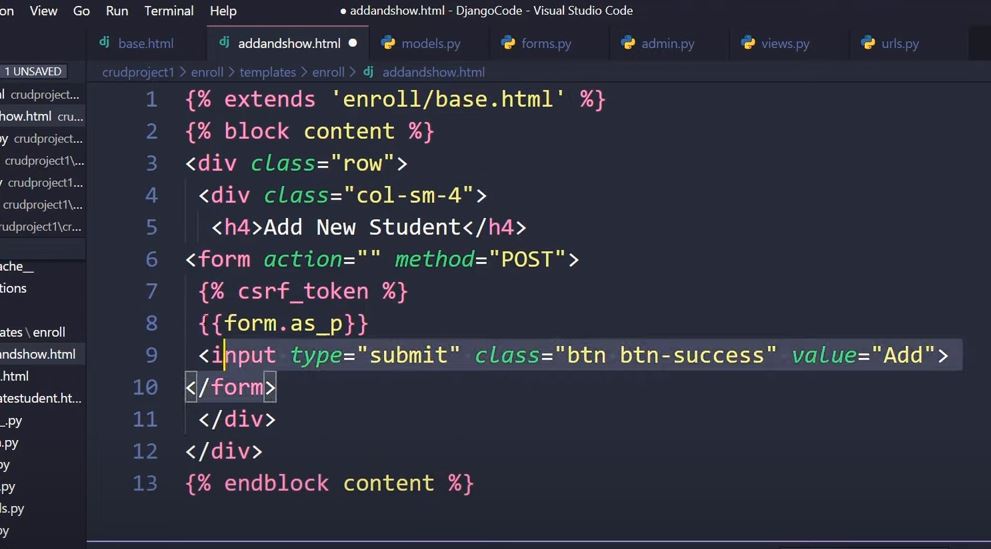 on View Go Run Terminal Help ● addandshow.html - DjangoCode - Visual Studio Code
dj base.html dj addandshow.html ● models.py forms.py admin.py views.py urls.py
1 UNSAVED
crudproject1 > enroll > templates > enroll > dj addandshow.html
ml crudproject...
show.html cru...
py crudproject...
crudproject1\...
y crudproject1...
crudproject1\...
crudproject1\cr...
ache__
tions
ates \ enroll
andshow.html
.html
atestudent.ht...
_.py
n.py
py
.py
ls.py
py
1 {% extends 'enroll/base.html' %}
2 {% block content %}
3 <div class="row">
4 <div class="col-sm-4">
5 <h4>Add New Student</h4>
6 <form action="" method="POST">
7 {% csrf_token %}
8 {{form.as_p}}
9 <input type="submit" class="btn btn-success" value="Add">
10 </form>
11 </div>
12 </div>
13 {% endblock content %}